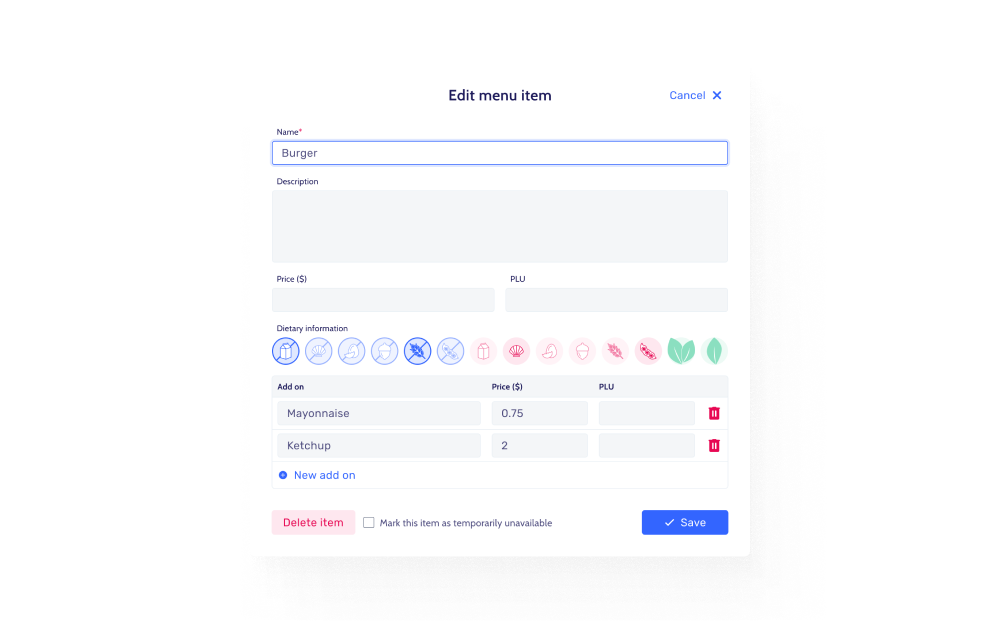 Edit menu item
Cancel
Name*
Burger
Description
Price ($) PLU
Dietary information
Add on Price ($) PLU
Mayonnaise 0.75
Ketchup 2
New add on
Delete item Mark this item as temporarily unavailable Save